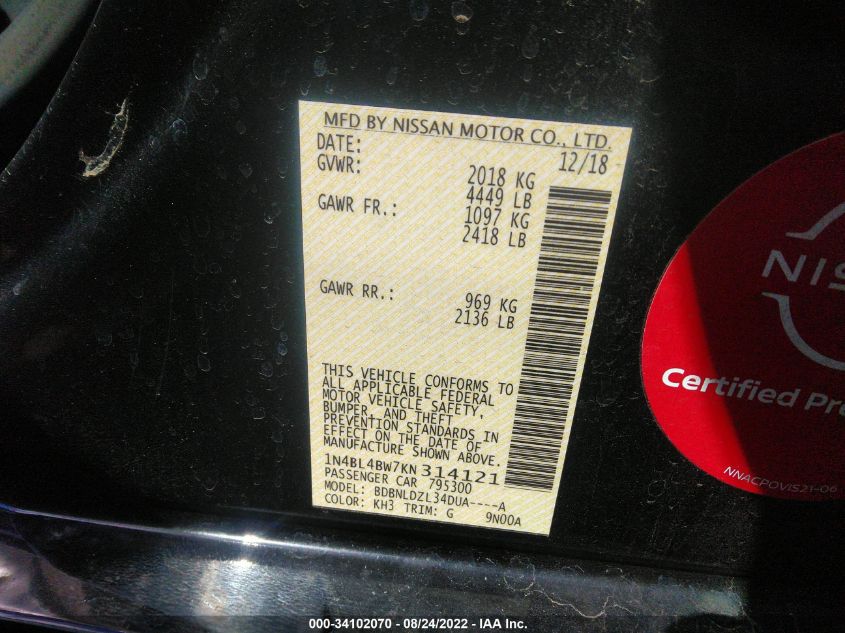 MFD BY NISSAN MOTOR CO., LTD.
DATE: 12/18
GVWR: 2018 KG
4449 LB
GAWR FR.: 1097 KG
2418 LB
GAWR RR.: 969 KG
2136 LB
THIS VEHICLE CONFORMS TO
ALL APPLICABLE FEDERAL
MOTOR VEHICLE SAFETY,
BUMPER, AND THEFT
PREVENTION STANDARDS IN
EFFECT ON THE DATE OF
MANUFACTURE SHOWN ABOVE.
1N4BL4BW7KN 314121
PASSENGER CAR 795300
MODEL: BDBNLDZL34DUA----A
COLOR: KH3 TRIM: G 9N00A
NIS
Certified Pre
NNACPOVIS21-06
000-34102070 - 08/24/2022 - IAA Inc.